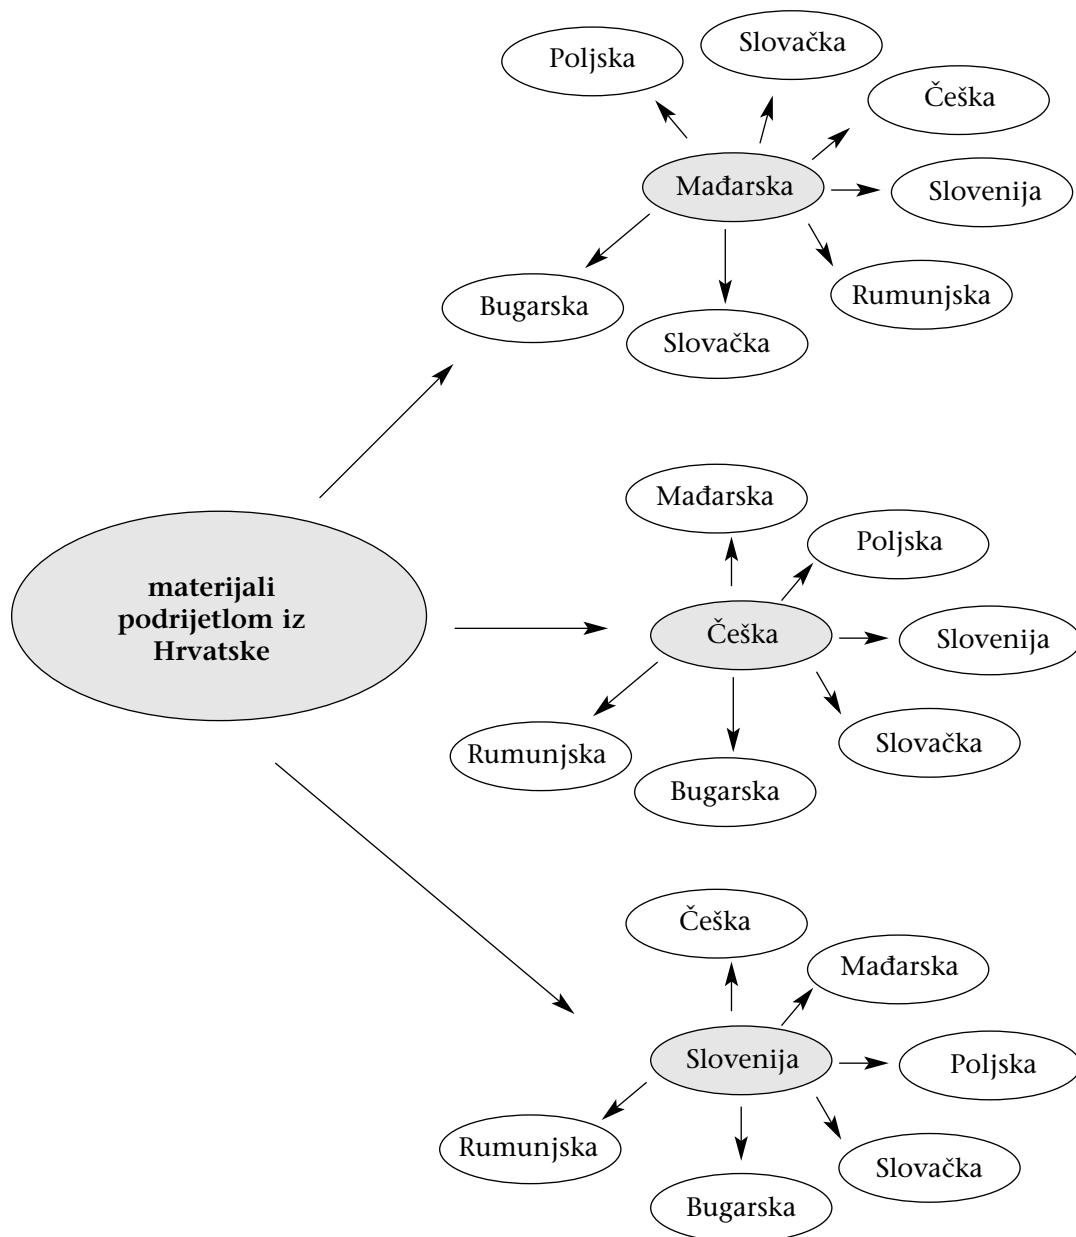 Slovačka
Poljska
Češka
Mađarska
Slovenija
Rumunjska
Bugarska
Slovačka
Mađarska
Poljska
materijali
podrijetlom iz
Hrvatske
Češka
Slovenija
Slovačka
Rumunjska
Bugarska
Češka
Mađarska
Slovenija
Poljska
Rumunjska
Slovačka
Bugarska